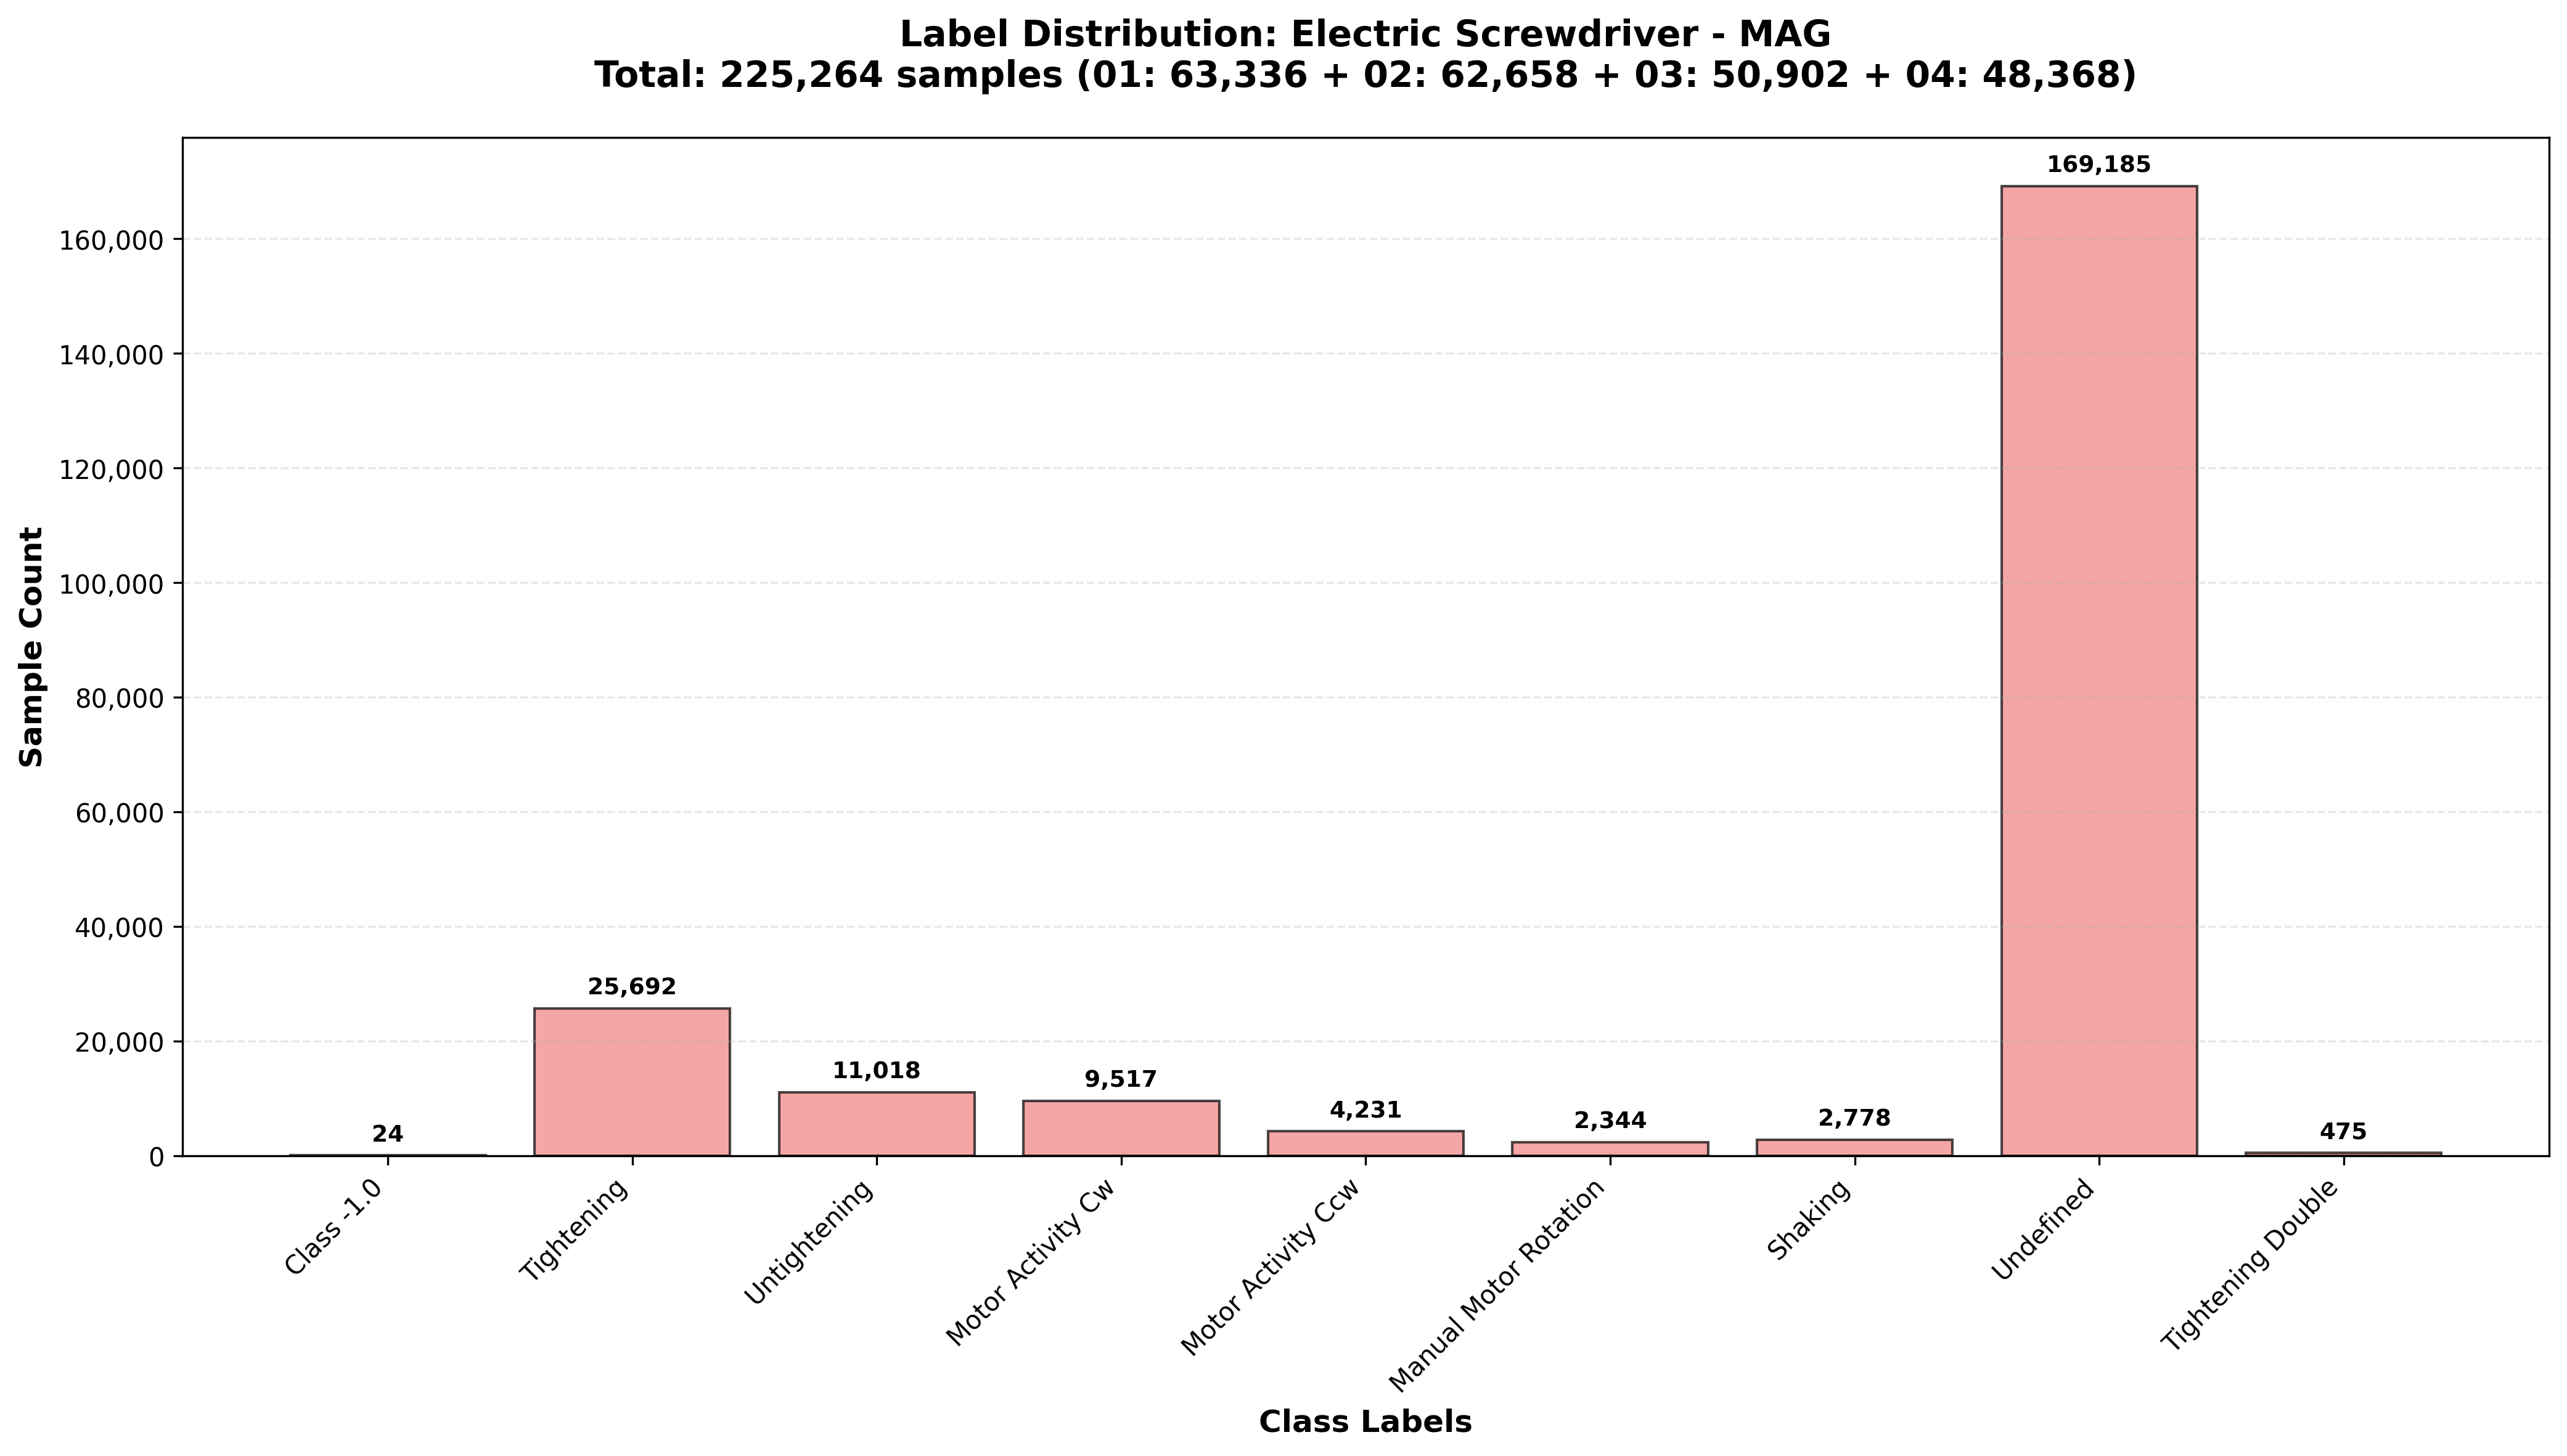 Label Distribution: Electric Screwdriver - MAG
Total: 225,264 samples (01: 63,336 + 02: 62,658 + 03: 50,902 + 04: 48,368)
Sample Count
160,000
140,000
120,000
100,000
80,000
60,000
40,000
20,000
0
24
25,692
11,018
9,517
4,231
2,344
2,778
169,185
475
Class -1.0
Tightening
Untightening
Motor Activity Cw
Motor Activity Ccw
Manual Motor Rotation
Shaking
Undefined
Tightening Double
Class Labels